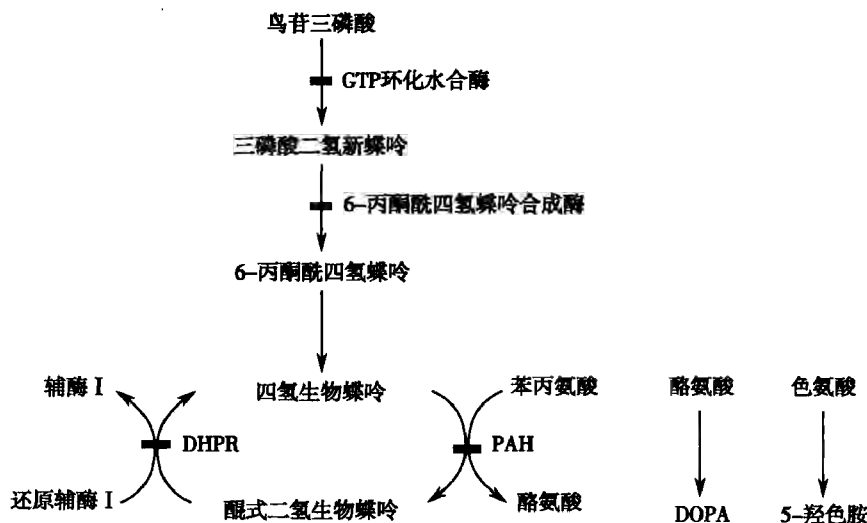 鸟苷三磷酸
GTP环化水合酶
三磷酸二氢新蝶呤
6-丙酮酰四氢蝶呤合成酶
6-丙酮酰四氢蝶呤
辅酶Ⅰ
四氢生物蝶呤
苯丙氨酸
酪氨酸
色氨酸
DHPR
PAH
还原辅酶Ⅰ
醌式二氢生物蝶呤
酪氨酸
DOPA
5-羟色胺